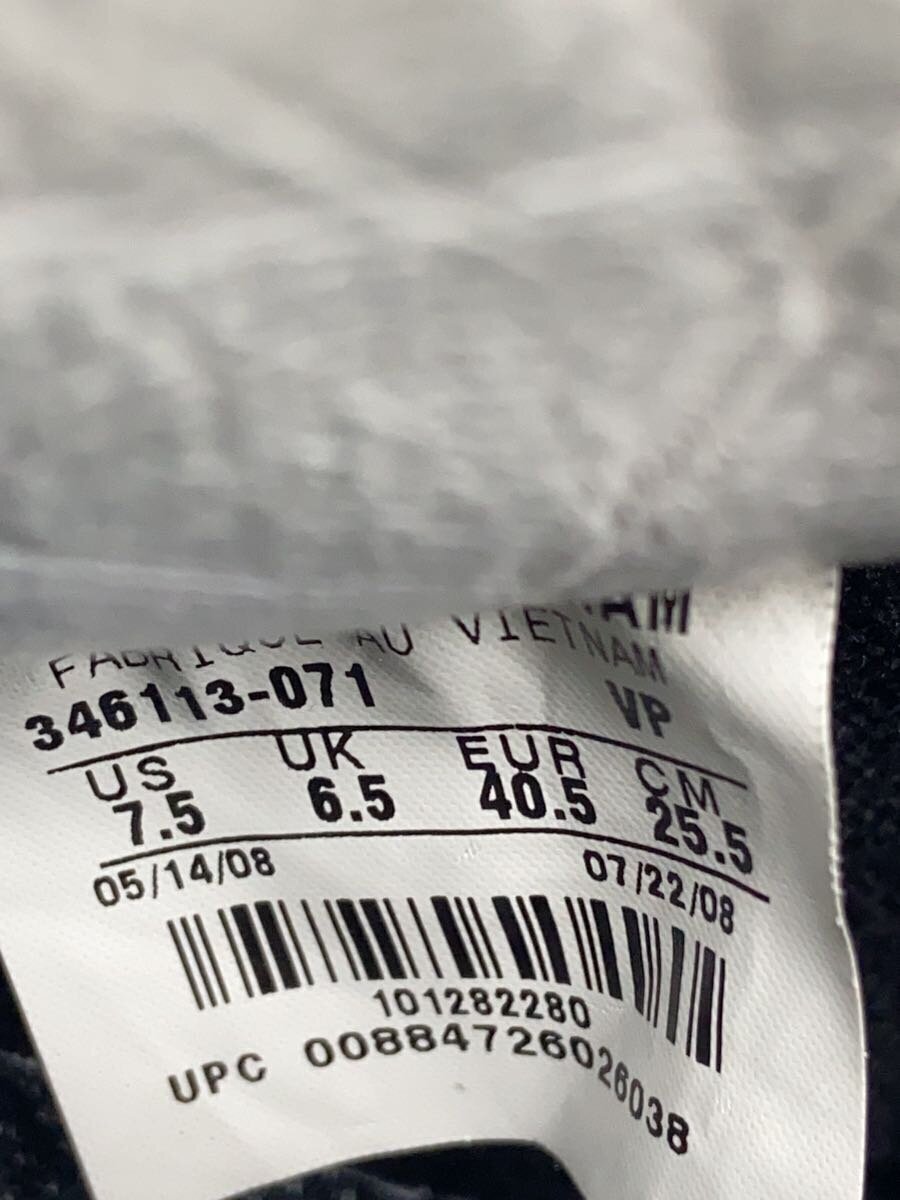 FABRIQUE AU VIETNAM
346113-071 VP
US UK EUR CM
7.5 6.5 40.5 25.5
05/14/08 07/22/08
101282280
UPC 00884726026038